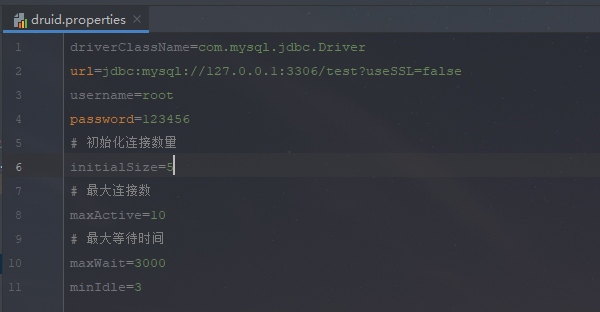 druid.properties
1 driverClassName=com.mysql.jdbc.Driver
2 url=jdbc:mysql://127.0.0.1:3306/test?useSSL=false
3 username=root
4 password=123456
5 # 初始化连接数量
6 initialSize=5
7 # 最大连接数
8 maxActive=10
9 # 最大等待时间
10 maxWait=3000
11 minIdle=3